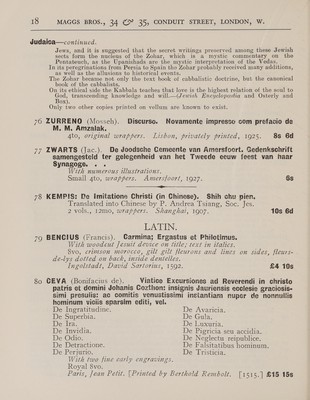 18 MAGGS BROS., 34 & 35, CONDUIT STREET, LONDON, W.
Judaica—continued.
Jews, and it is suggested that the secret writings preserved among these Jewish
sects form the nucleus of the Zohar, which is a mystic commentary on the
Pentateuch, as the Upanishads are the mystic interpretation of the Vedas.
In its peregrinations from Persia to Spain the Zohar probably received many additions,
as well as the allusions to historical events.
The Zohar became not only the text book of cabbalistic doctrine, but the canonical
book of the cabbalists.
On its ethical side the Kabbala teaches that love is the highest relation of the soul to
God, transcending knowledge and will.—(Jewish Encyclopædia and Osterly and
Box).
Only two other copies printed on vellum are known to exist.
76 ZURRENO (Mosseh). Discurso. Novamente impresso com prefacio de
M. M. Amzalak.
4to, original wrappers. Lisbon, privately printed, 1925. 8s 6d
77 ZWARTS (Jac.). De Joodsche Gemeente van Amersfoort. Gedenkschrift
samengesteld ter gelegenheid van het Tweede eeuw feest van haar
Synagoge. . .
With numerous illustrations.
Small 4to, wrappers. Amersfoort, 1927. 6s
78 KEMPIS: De Imitatione Christi (in Chinese). Shih chu pien.
Translated into Chinese by P. Andrea Tsiang, Soc. Jes.
2 vols., 12mo, wrappers. Shanghai, 1907. 10s 6d
LATIN.
79 BENCIUS (Francis). Carmina; Ergastus et Philotimus.
With woodcut Jesuit device on title; text in italics.
8vo, crimson morocco, gilt gilt fleurons and lines on sides, fleurs-
de-lys dotted on back, inside dentelles.
Ingolstadt, David Sartorius, 1592. £4 10s
80 CEVA (Bonifacius de). Viatice Excursiones ad Reverendi in christo
patris et domini Johanis Coethon: insignis Jauriensis ecclesie graciosis-
simi presulis: ac comitis venustissimi instantiam nuper de nonnullis
hominum viciis sparsim editi, vel.
De Ingratitudine. De Avaricia.
De Superbia. De Gula.
De Ira. De Luxuria.
De Invidia. De Pigricia seu accidia.
De Odio. De Neglectu reipublice.
De Detractione. De Falsitatibus hominum.
De Perjurio. De Tristicia.
With two fine early engravings.
Royal 8vo.
Paris, Jean Petit. [Printed by Berthold Rembolt. [1515.] £15 15s